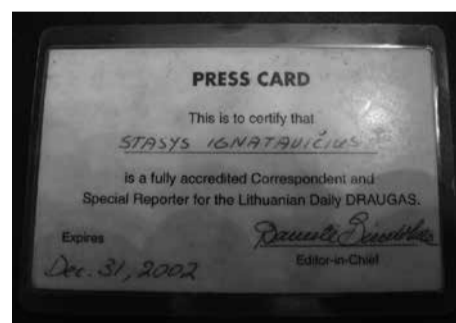 PRESS CARD
This is to certify that
STASYS IGNATAVIČIUS
is a fully accredited Correspondent and
Special Reporter for the Lithuanian Daily DRAUGAS.
Expires
Dec. 31, 2002
Editor-in-Chief